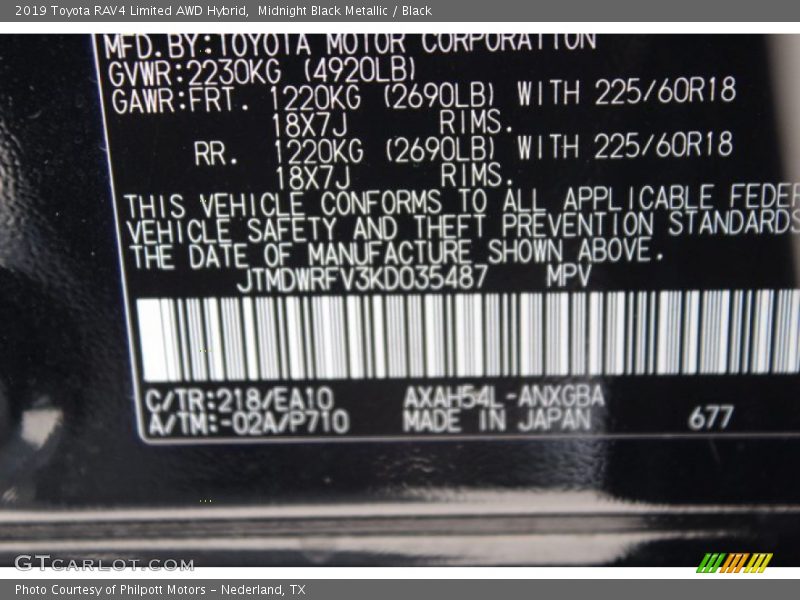 2019 Toyota RAV4 Limited AWD Hybrid, Midnight Black Metallic / Black
MFD.BY:TOYOTA MOTOR CORPORATION
GVWR:2230KG (4920LB)
GAWR:FRT. 1220KG (2690LB) WITH 225/60R18
18X7J RIMS.
RR. 1220KG (2690LB) WITH 225/60R18
18X7J RIMS.
THIS VEHICLE CONFORMS TO ALL APPLICABLE FEDER
VEHICLE SAFETY AND THEFT PREVENTION STANDARDS
THE DATE OF MANUFACTURE SHOWN ABOVE.
JTMDWRFV3KD035487 MPV
C/TR:218/EA10 AXAH54L-ANXGBA
A/TM:-02A/P710 MADE IN JAPAN 677
GTCARLOT.COM
Photo Courtesy of Philpott Motors - Nederland, TX